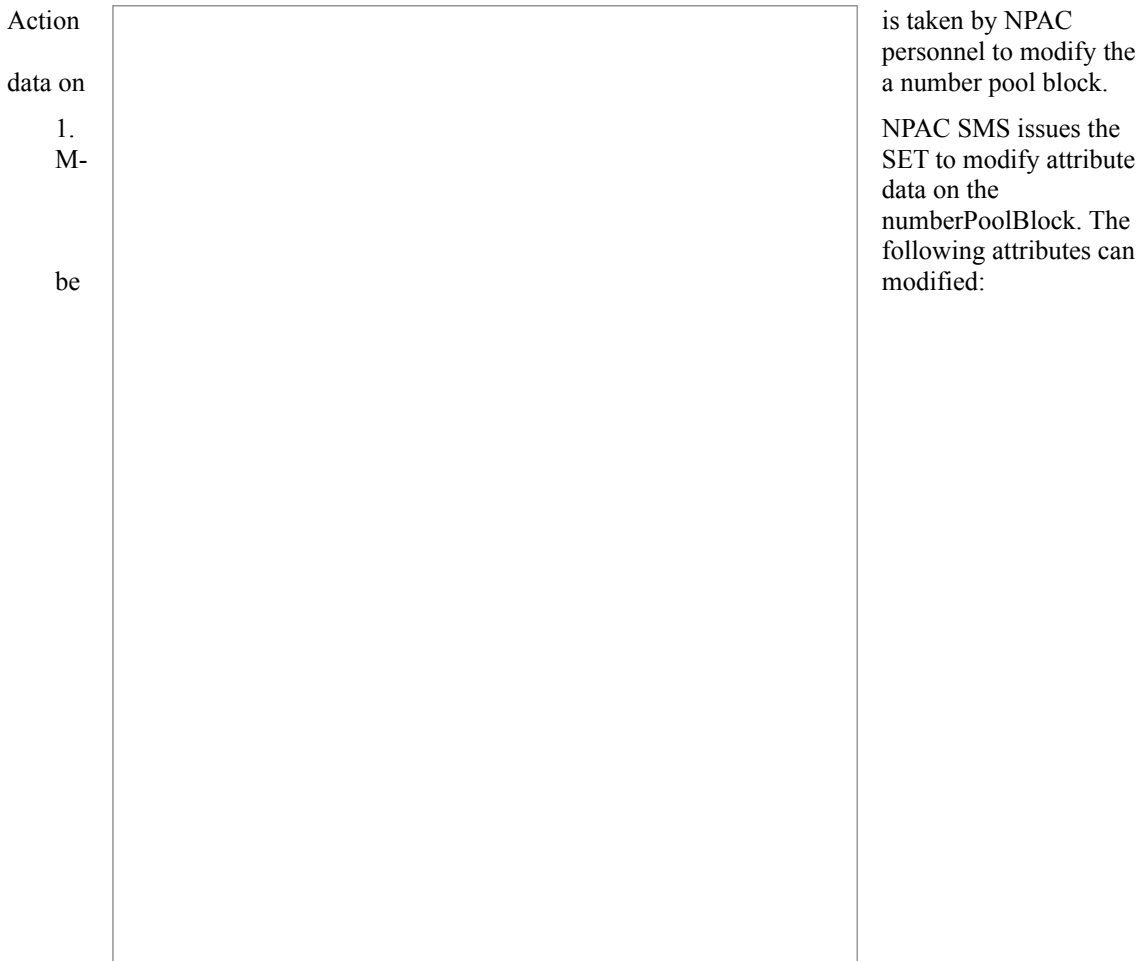 Action is taken by NPAC
personnel to modify the
data on a number pool block.
1. NPAC SMS issues the
M- SET to modify attribute
data on the
numberPoolBlock. The
following attributes can
be modified: